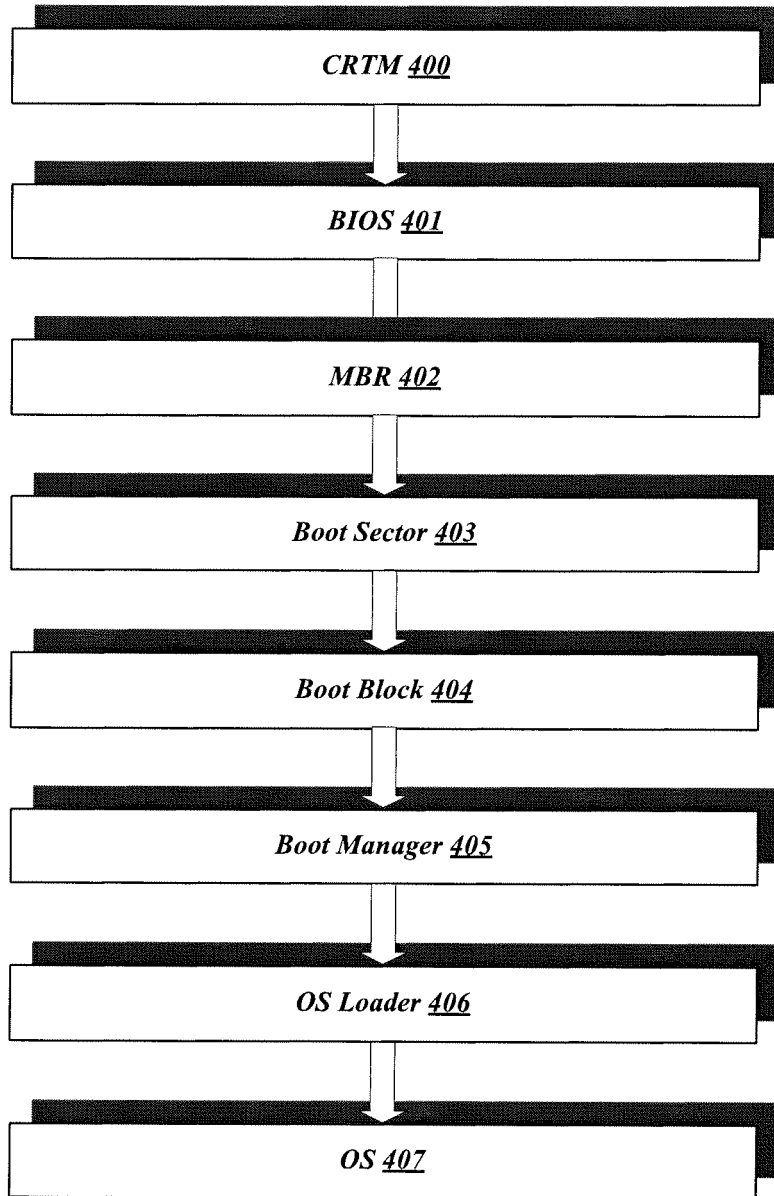 CRTM 400
BIOS 401
MBR 402
Boot Sector 403
Boot Block 404
Boot Manager 405
OS Loader 406
OS 407